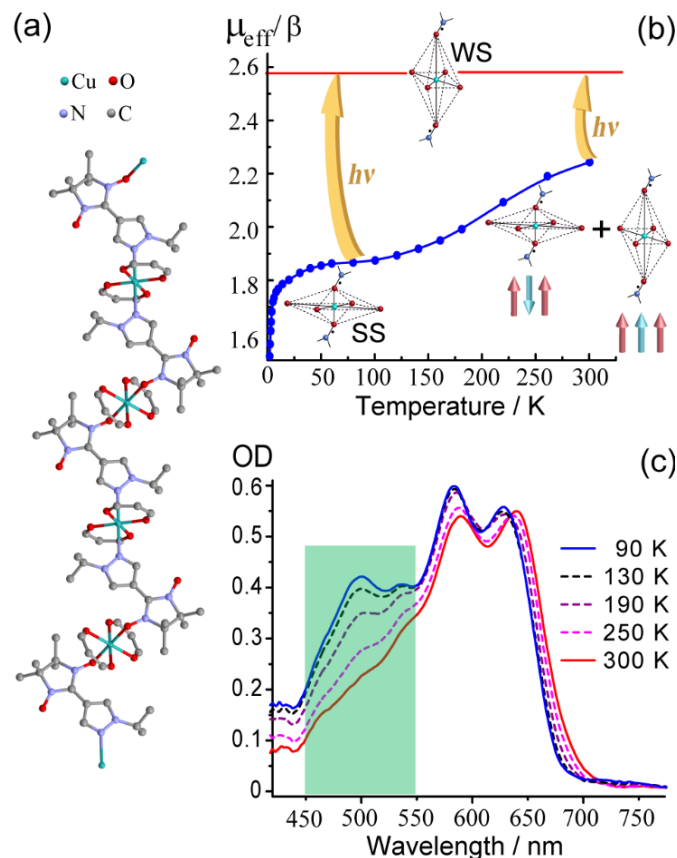 (a)
Cu O
N C
μeff/β
(b)
2.6
2.4
2.2
2.0
1.8
1.6
WS
hν
hν
+
SS
0 50 100 150 200 250 300
Temperature / K
OD
(c)
0.6
0.5
0.4
0.3
0.2
0.1
0
90 K
130 K
190 K
250 K
300 K
450 500 550 600 650 700 750
Wavelength / nm